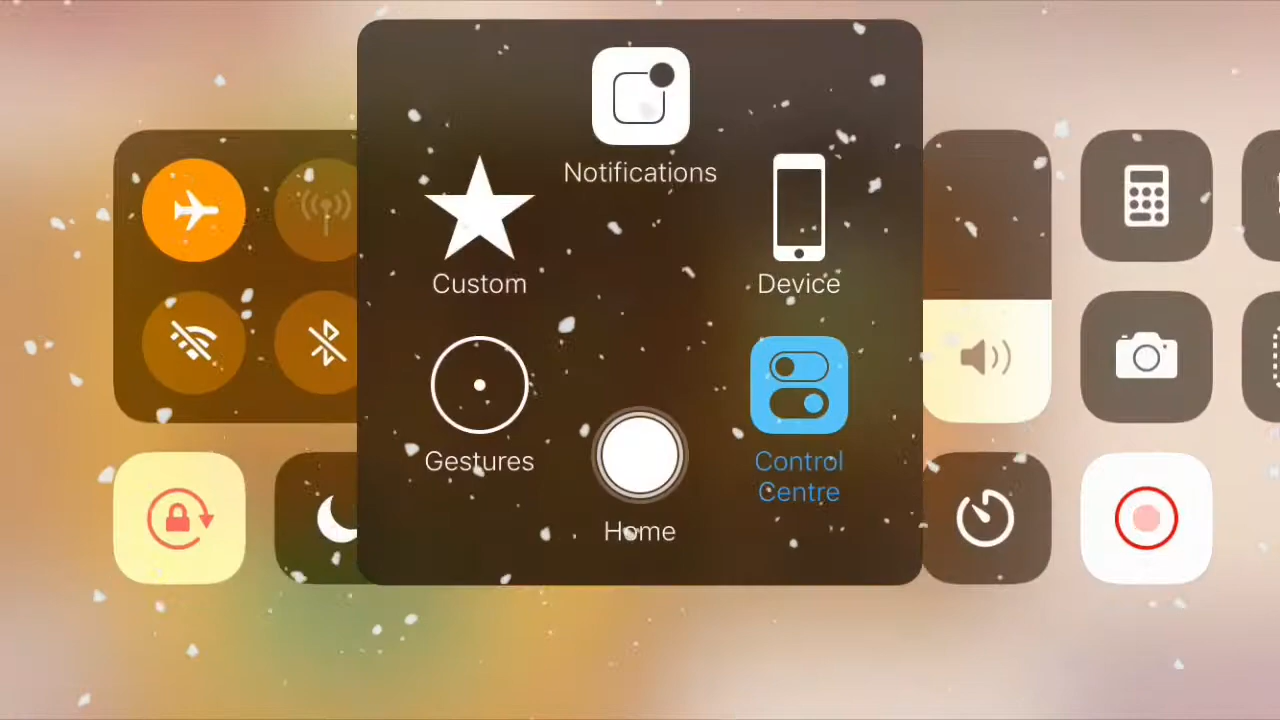 Notifications
Custom
Device
Gestures
Control
Centre
Home